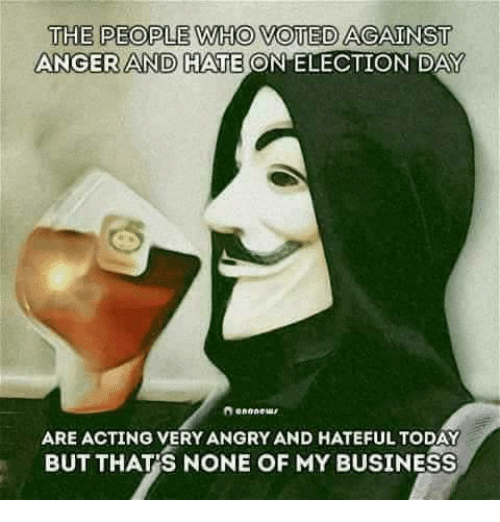 THE PEOPLE WHO VOTED AGAINST
ANGER AND HATE ON ELECTION DAY
anonews
ARE ACTING VERY ANGRY AND HATEFUL TODAY
BUT THAT'S NONE OF MY BUSINESS